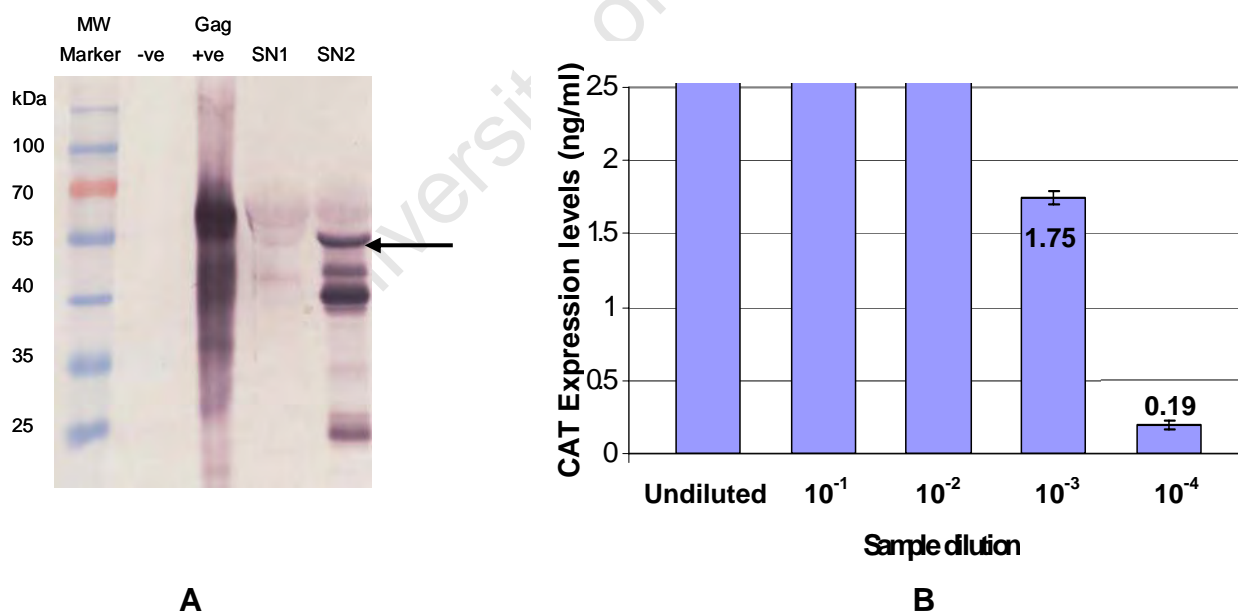 MW
Marker
-ve
Gag
+ve
SN1
SN2
kDa
100
70
55
40
35
25
A
CAT Expression levels (ng/ml)
2.5
2
1.5
1
0.5
0
1.75
0.19
Undiluted
10⁻¹
10⁻²
10⁻³
10⁻⁴
Sample dilution
B